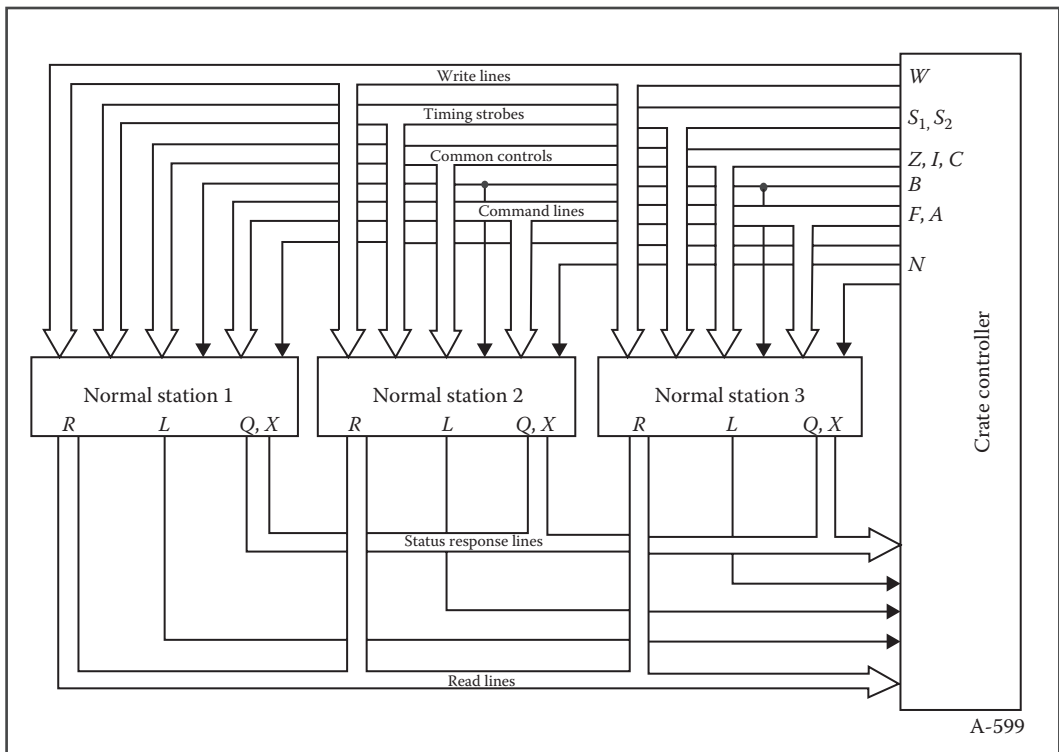 Write lines
W
Timing strobes
S₁, S₂
Common controls
Z, I, C
B
Command lines
F, A
N
Normal station 1
Normal station 2
Normal station 3
R L Q, X
R L Q, X
R L Q, X
Crate controller
Status response lines
Read lines
A-599